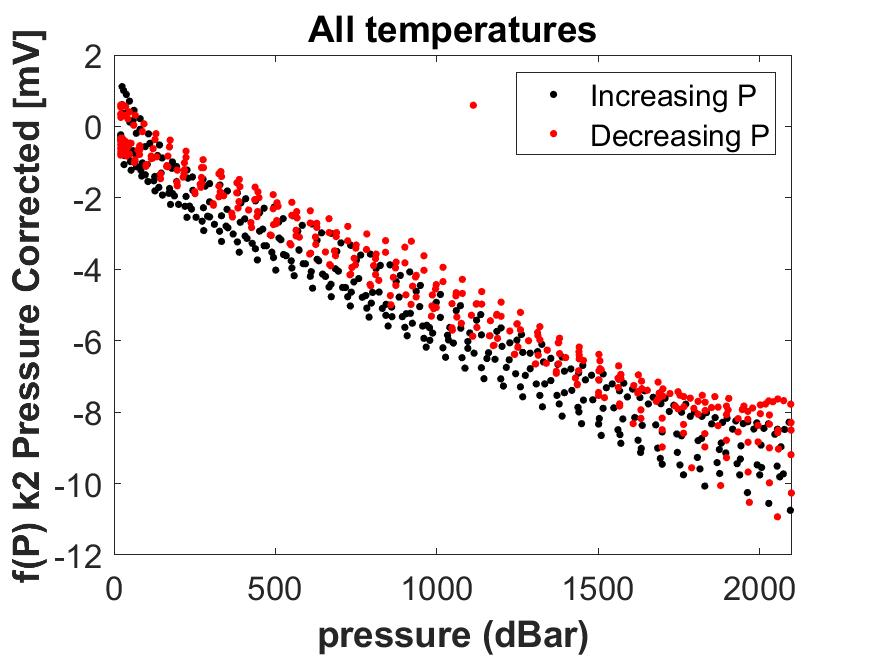 All temperatures
f(P) k2 Pressure Corrected [mV]
2
0
-2
-4
-6
-8
-10
-12
Increasing P
Decreasing P
0 500 1000 1500 2000
pressure (dBar)